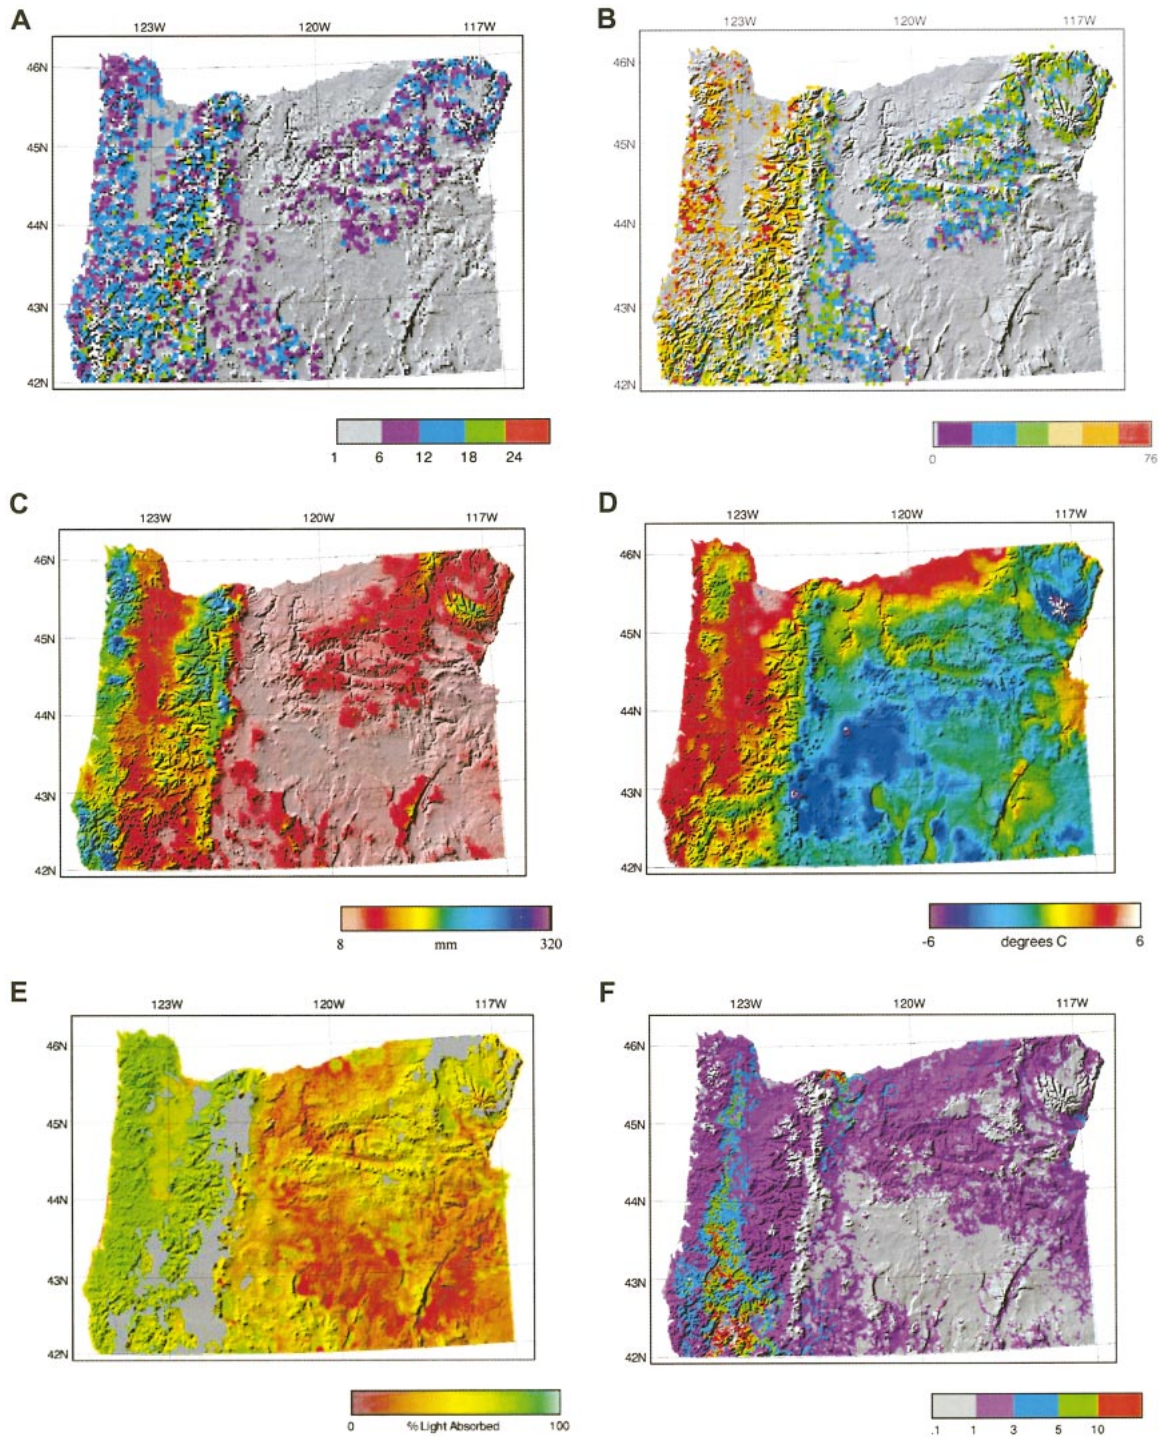 A
B
123W 120W 117W
123W 120W 117W
46N
45N
44N
43N
42N
46N
45N
44N
43N
42N
1 6 12 18 24
0 76
C
D
123W 120W 117W
123W 120W 117W
46N
45N
44N
43N
42N
46N
45N
44N
43N
42N
8 mm 320
-6 degrees C 6
E
F
123W 120W 117W
123W 120W 117W
46N
45N
44N
43N
42N
46N
45N
44N
43N
42N
0 % Light Absorbed 100
.1 1 3 5 10